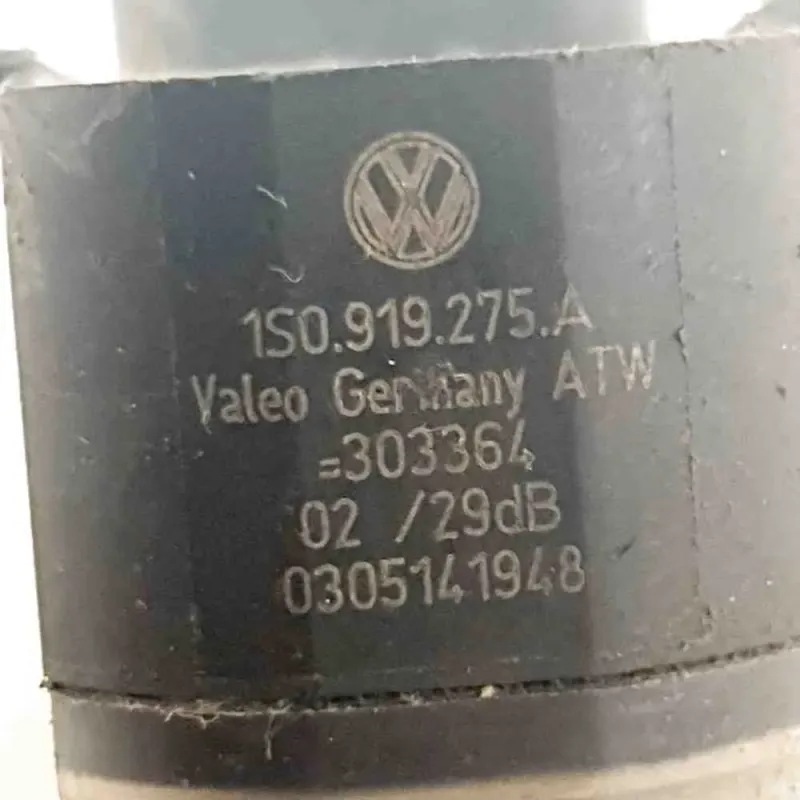 1S0.919.275.A
Valeo Germany ATW
=303364
02 /29dB
0305141948